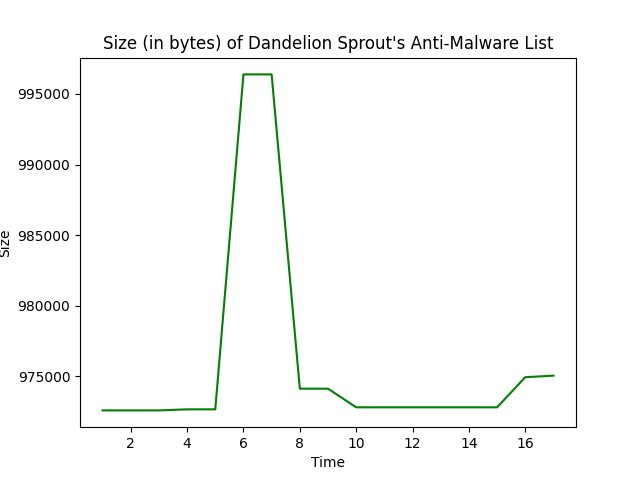 Size (in bytes) of Dandelion Sprout's Anti-Malware List
995000
990000
985000
980000
975000
Size
2 4 6 8 10 12 14 16
Time